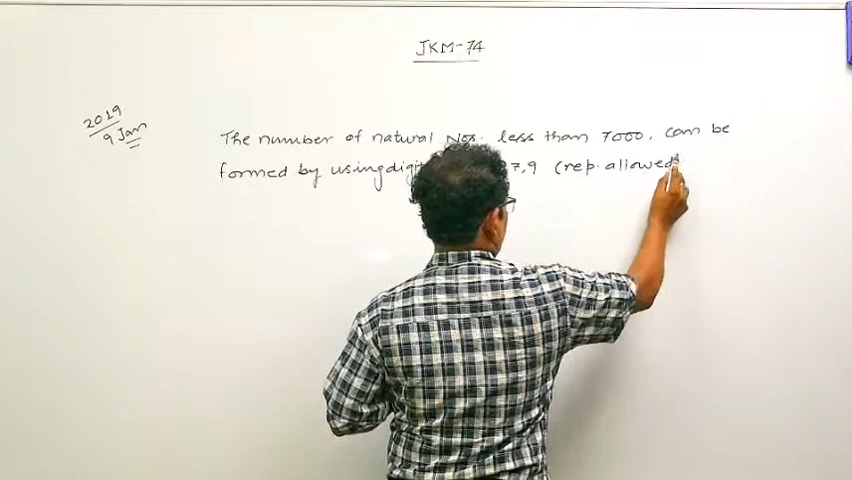 JKM-74
2019
9 Jan
The number of natural Nos. less than 7000, can be
formed by using digit 7,9 (rep. allowed